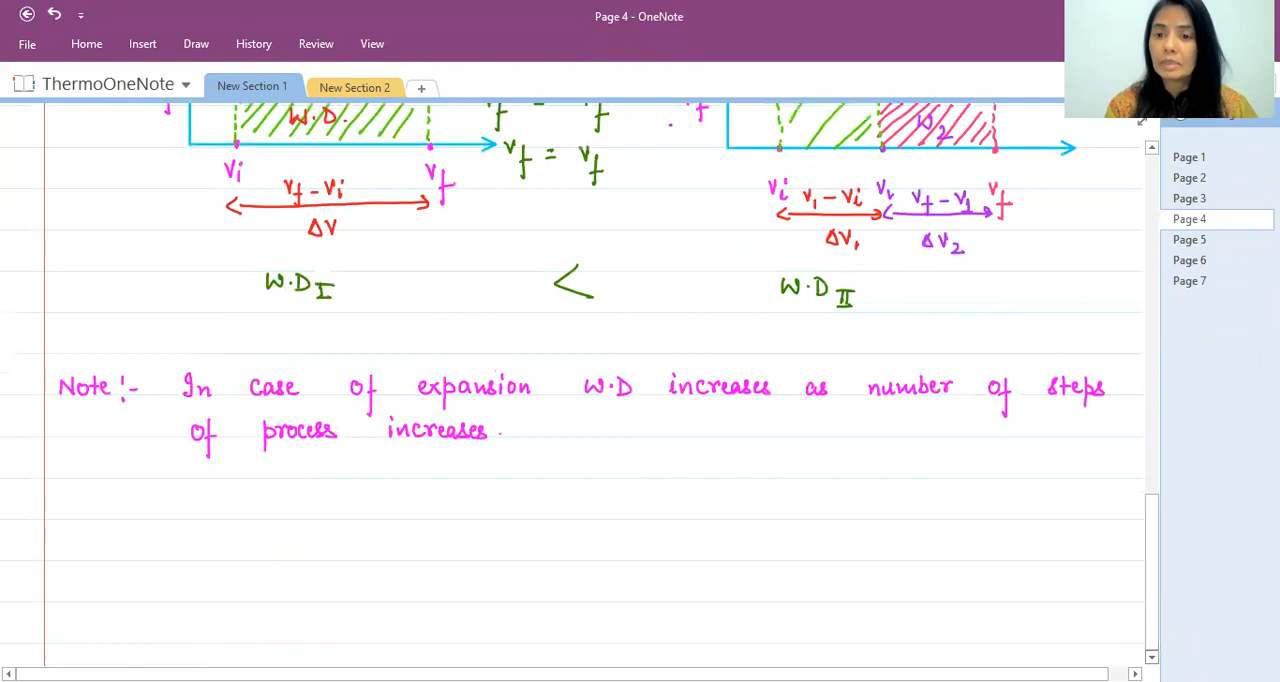 Page 4 - OneNote
File Home Insert Draw History Review View
ThermoOneNote New Section 1 New Section 2
W.D. W2
Vf = Vf
Vi Vf Vi V1 Vf
Vf - Vi V1 - Vi Vf - V1
ΔV ΔV1 ΔV2
W.D I < W.D II
Note:- In case of expansion W.D increases as number of steps
of process increases.
Page 1
Page 2
Page 3
Page 4
Page 5
Page 6
Page 7